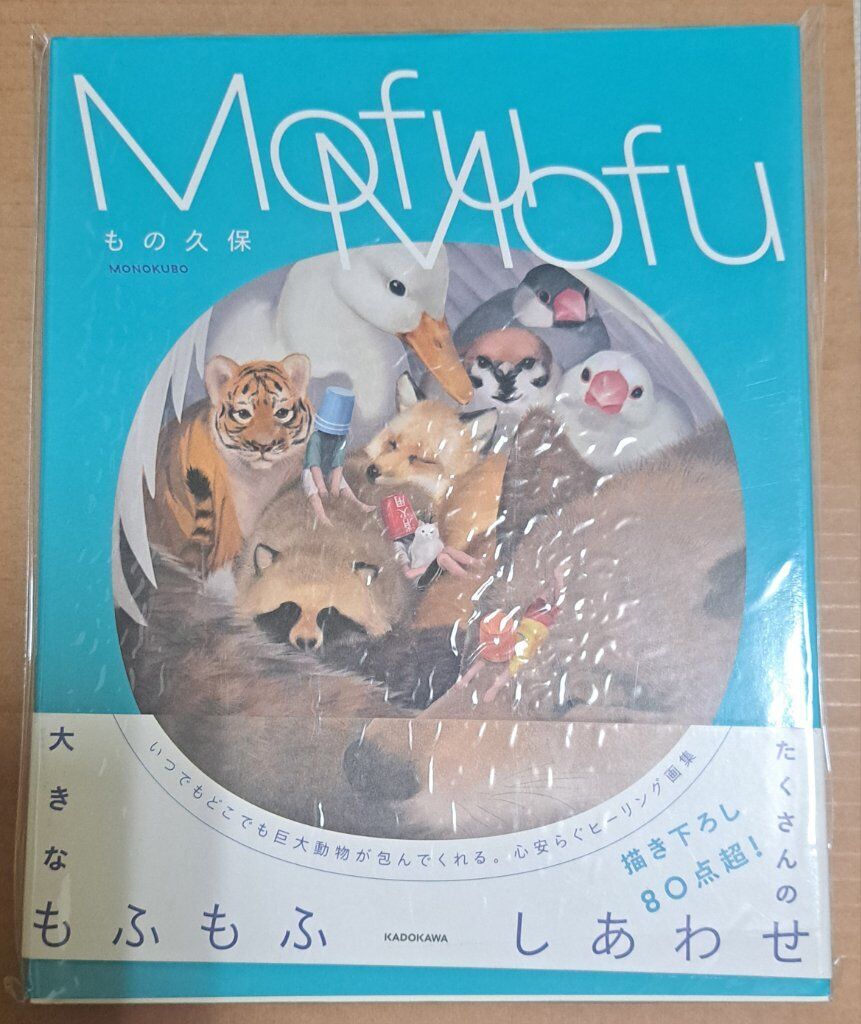 Mofu
Mofu
もの久保
MONOKUBO
大きな
もふもふ
たくさんの
しあわせ
いつでもどこでも巨大動物が包んでくれる。心安らぐヒーリング画集
描き下ろし
80点超!
KADOKAWA